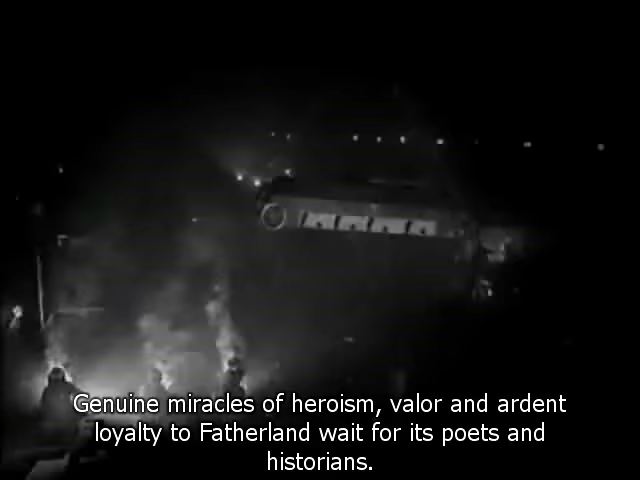 Genuine miracles of heroism, valor and ardent
loyalty to Fatherland wait for its poets and
historians.